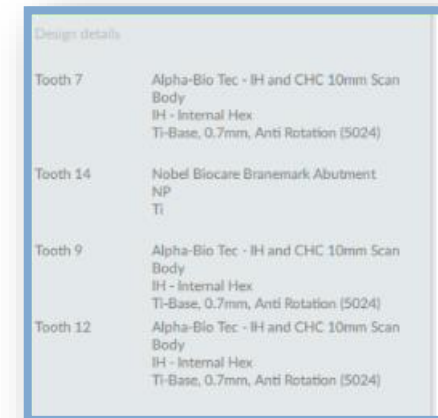 Design details
Tooth 7
Alpha-Bio Tec - IH and CHC 10mm Scan
Body
IH - Internal Hex
Ti-Base, 0.7mm, Anti Rotation (5024)
Tooth 14
Nobel Biocare Branemark Abutment
NP
Ti
Tooth 9
Alpha-Bio Tec - IH and CHC 10mm Scan
Body
IH - Internal Hex
Ti-Base, 0.7mm, Anti Rotation (5024)
Tooth 12
Alpha-Bio Tec - IH and CHC 10mm Scan
Body
IH - Internal Hex
Ti-Base, 0.7mm, Anti Rotation (5024)